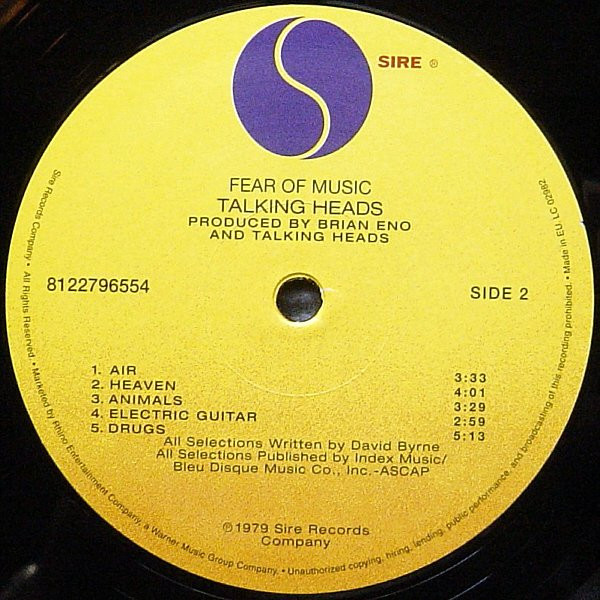 SIRE ®
FEAR OF MUSIC
TALKING HEADS
PRODUCED BY BRIAN ENO
AND TALKING HEADS
8122796554
SIDE 2
1. AIR 3:33
2. HEAVEN 4:01
3. ANIMALS 3:29
4. ELECTRIC GUITAR 2:59
5. DRUGS 5:13
All Selections Written by David Byrne
All Selections Published by Index Music/
Bleu Disque Music Co., Inc.-ASCAP
℗1979 Sire Records
Company
Sire Records Company. • All Rights Reserved. • Marketed by Rhino Entertainment Company, a Warner Music Group Company. • Unauthorized copying, hiring, lending, public performance, and broadcasting of this recording prohibited. • Made in EU. LC 02982